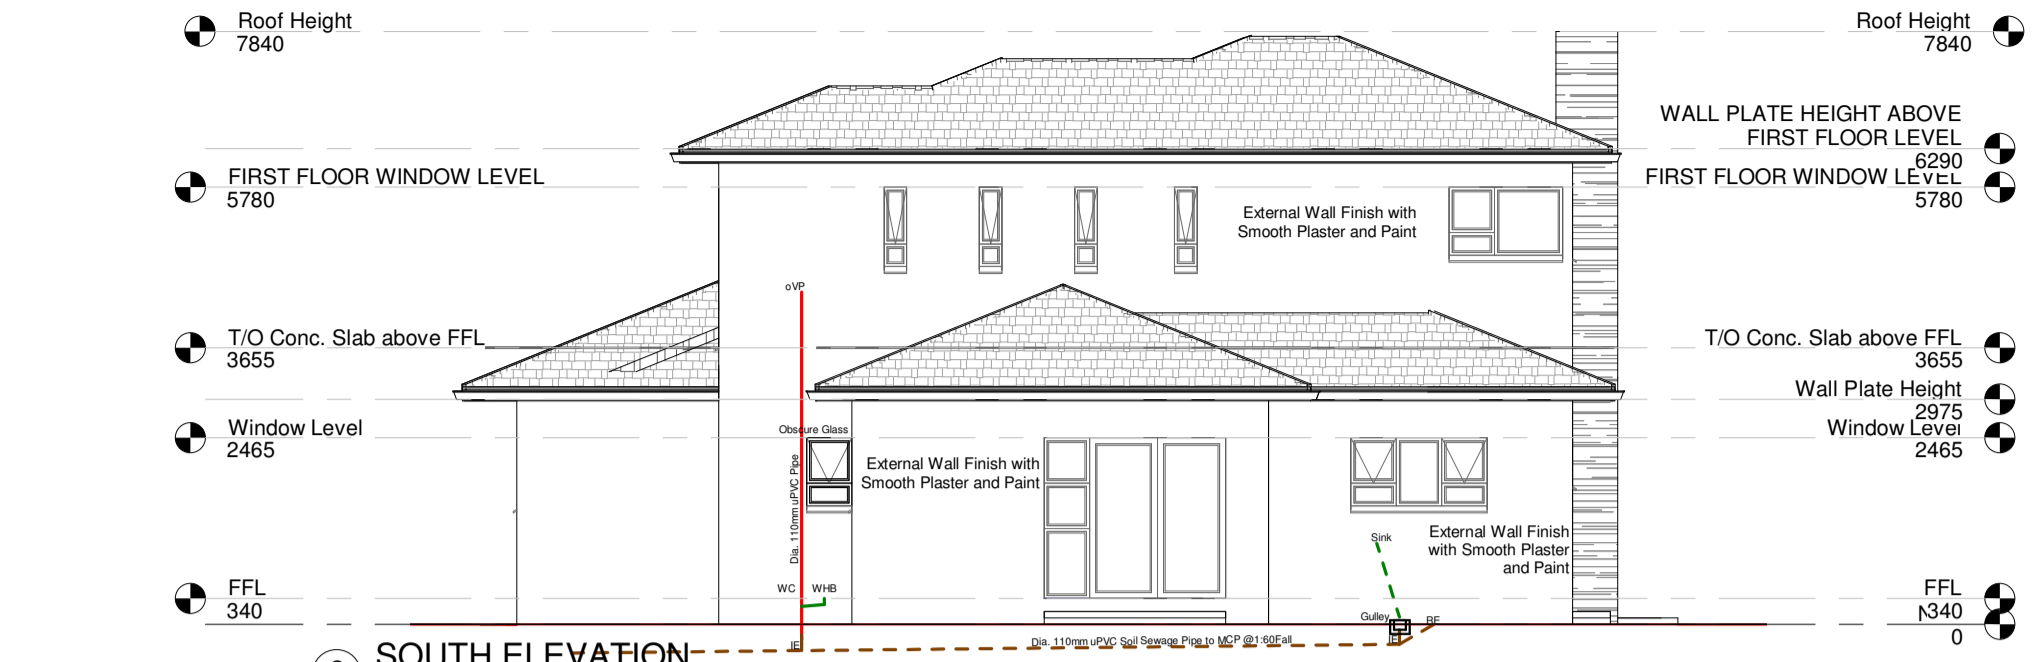 Roof Height
7840
Roof Height
7840
WALL PLATE HEIGHT ABOVE
FIRST FLOOR LEVEL
6290
FIRST FLOOR WINDOW LEVEL
5780
FIRST FLOOR WINDOW LEVEL
5780
External Wall Finish with
Smooth Plaster and Paint
oVP
T/O Conc. Slab above FFL
3655
T/O Conc. Slab above FFL
3655
Wall Plate Height
2975
Window Level
2465
Window Level
2465
Obscure Glass
External Wall Finish with
Smooth Plaster and Paint
Dia. 110mm uPVC Pipe
External Wall Finish
with Smooth Plaster
and Paint
Sink
WC
WHB
FFL
340
FFL
340
0
Gulley
RE
IE
IE
Dia. 110mm uPVC Soil Sewage Pipe to MCP @1:60Fall
SOUTH ELEVATION